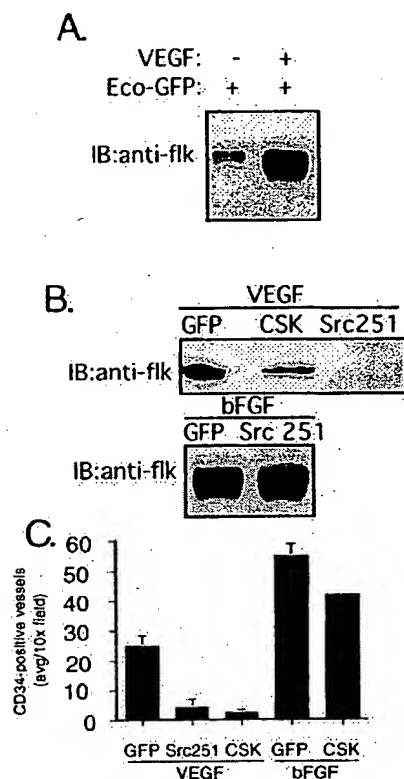 A.
VEGF: - +
Eco-GFP: + +
IB:anti-flk
B.
VEGF
GFP CSK Src251
IB:anti-flk
bFGF
GFP Src 251
IB:anti-flk
C.
CD34-positive vessels
(avg/10x field)
60
50
40
30
20
10
0
GFP Src251 CSK GFP CSK
VEGF bFGF